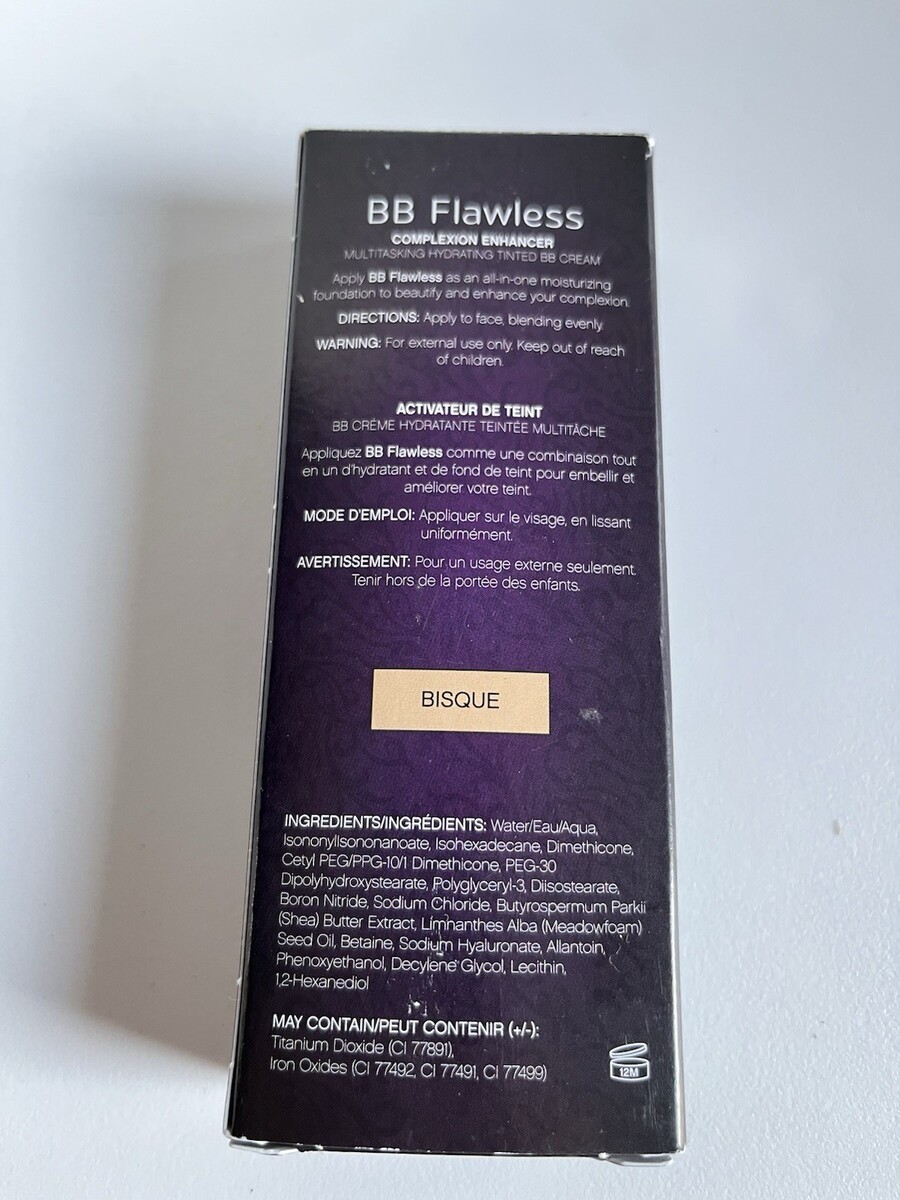 BB Flawless
COMPLEXION ENHANCER
MULTITASKING HYDRATING TINTED BB CREAM
Apply BB Flawless as an all-in-one moisturizing
foundation to beautify and enhance your complexion.
DIRECTIONS: Apply to face, blending evenly.
WARNING: For external use only. Keep out of reach
of children.
ACTIVATEUR DE TEINT
BB CRÈME HYDRATANTE TEINTÉE MULTITÂCHE
Appliquez BB Flawless comme une combinaison tout
en un d'hydratant et de fond de teint pour embellir et
améliorer votre teint.
MODE D'EMPLOI: Appliquer sur le visage, en lissant
uniformément.
AVERTISSEMENT: Pour un usage externe seulement.
Tenir hors de la portée des enfants.
BISQUE
INGREDIENTS/INGRÉDIENTS: Water/Eau/Aqua,
Isononyllsononanoate, Isohexadecane, Dimethicone,
Cetyl PEG/PPG-10/1 Dimethicone, PEG-30
Dipolyhydroxystearate, Polyglyceryl-3, Diisostearate,
Boron Nitride, Sodium Chloride, Butyrospermum Parkii
(Shea) Butter Extract, Limnanthes Alba (Meadowfoam)
Seed Oil, Betaine, Sodium Hyaluronate, Allantoin,
Phenoxyethanol, Decylene Glycol, Lecithin,
1,2-Hexanediol
MAY CONTAIN/PEUT CONTENIR (+/-):
Titanium Dioxide (CI 77891),
Iron Oxides (CI 77492, CI 77491, CI 77499)
12M